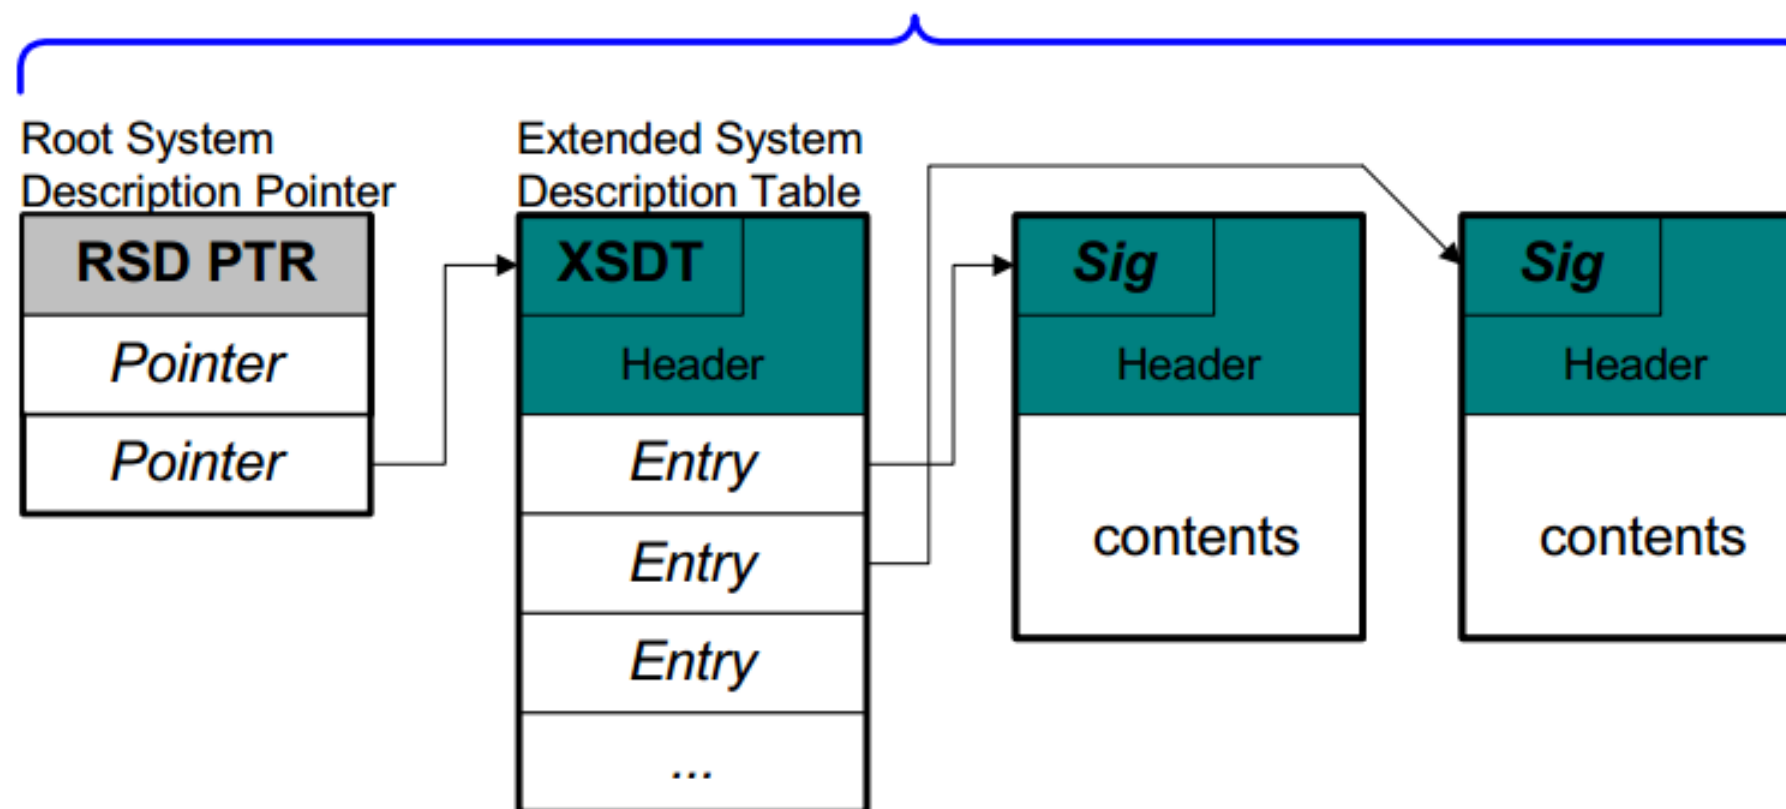 Root System
Description Pointer
RSD PTR
Pointer
Pointer
Extended System
Description Table
XSDT
Header
Entry
Entry
Entry
...
Sig
Header
contents
Sig
Header
contents